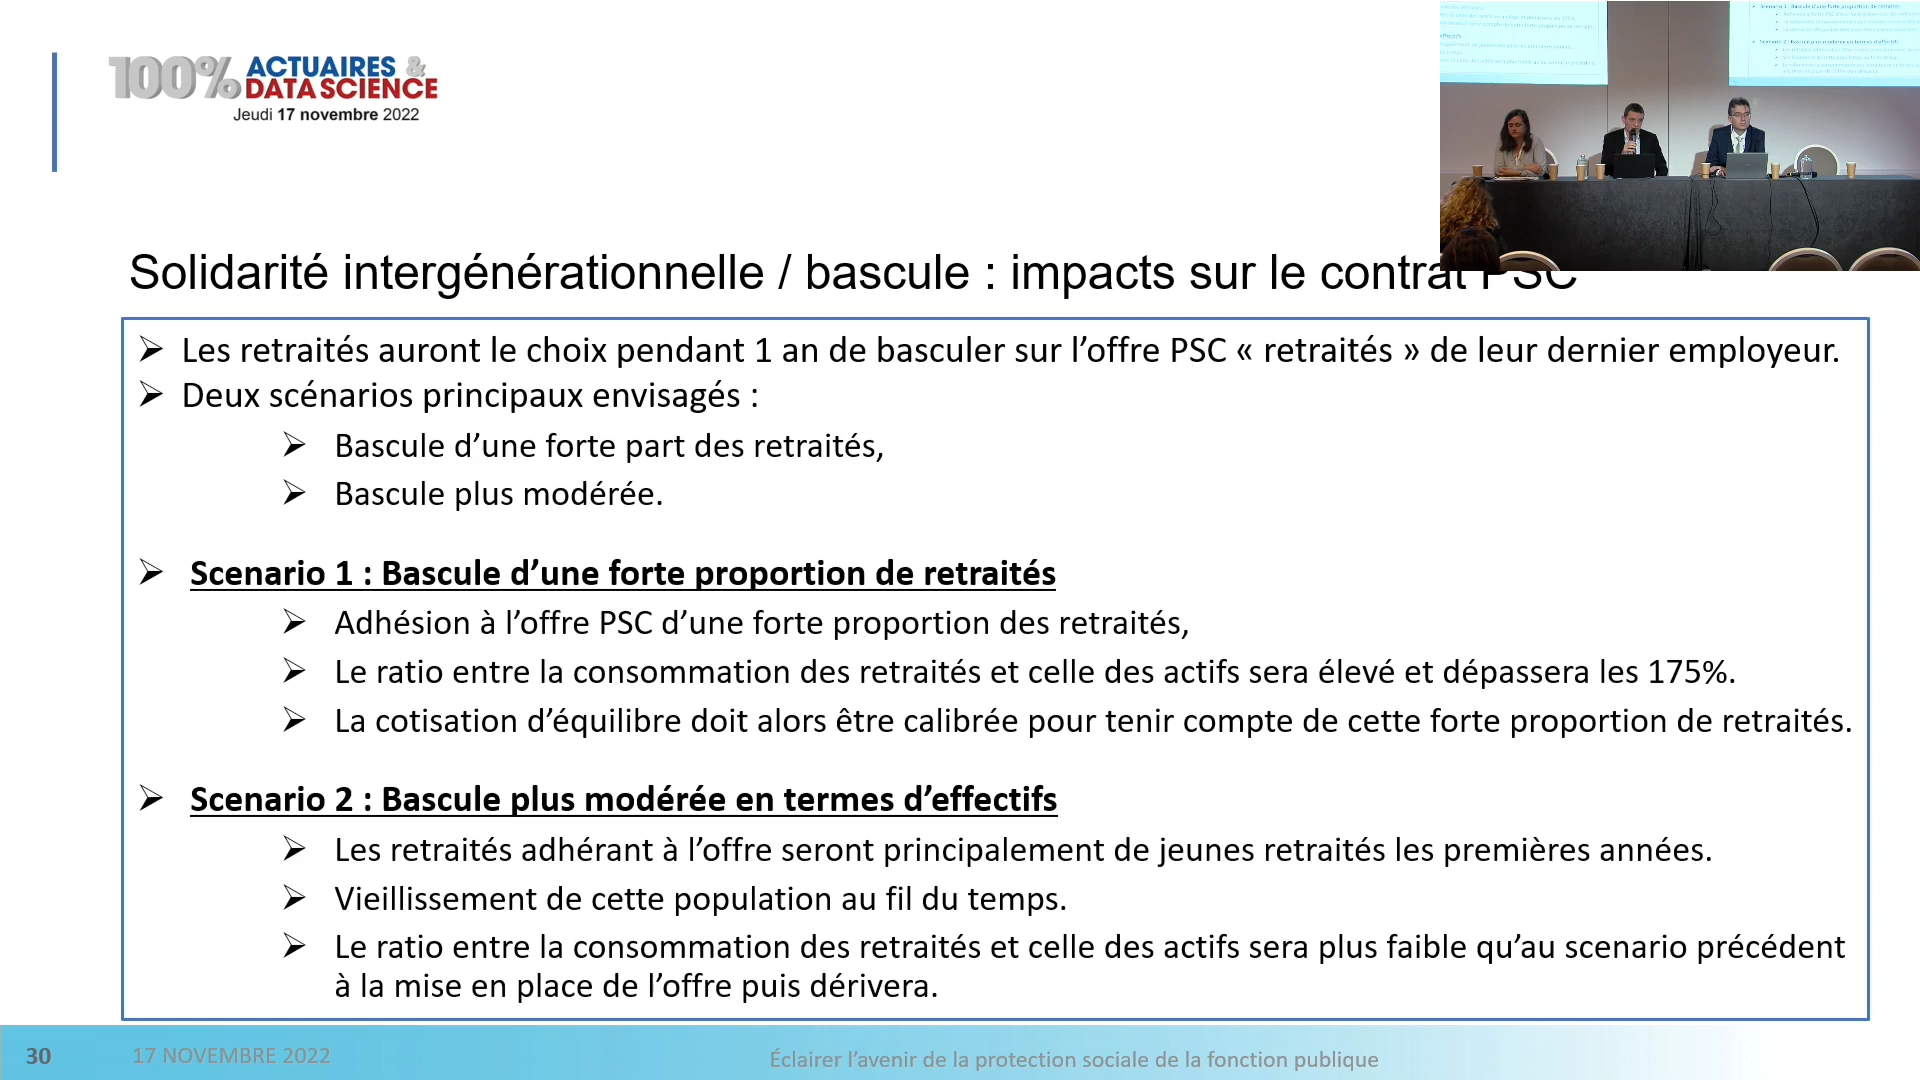 100% ACTUAIRES &
DATA SCIENCE
Jeudi 17 novembre 2022
Solidarité intergénérationnelle / bascule : impacts sur le contrat PSC
Les retraités auront le choix pendant 1 an de basculer sur l’offre PSC « retraités » de leur dernier employeur.
Deux scénarios principaux envisagés :
Bascule d’une forte part des retraités,
Bascule plus modérée.
Scenario 1 : Bascule d’une forte proportion de retraités
Adhésion à l’offre PSC d’une forte proportion des retraités,
Le ratio entre la consommation des retraités et celle des actifs sera élevé et dépassera les 175%.
La cotisation d’équilibre doit alors être calibrée pour tenir compte de cette forte proportion de retraités.
Scenario 2 : Bascule plus modérée en termes d’effectifs
Les retraités adhérant à l’offre seront principalement de jeunes retraités les premières années.
Vieillissement de cette population au fil du temps.
Le ratio entre la consommation des retraités et celle des actifs sera plus faible qu’au scenario précédent
à la mise en place de l’offre puis dérivera.
30
17 NOVEMBRE 2022
Éclairer l’avenir de la protection sociale de la fonction publique